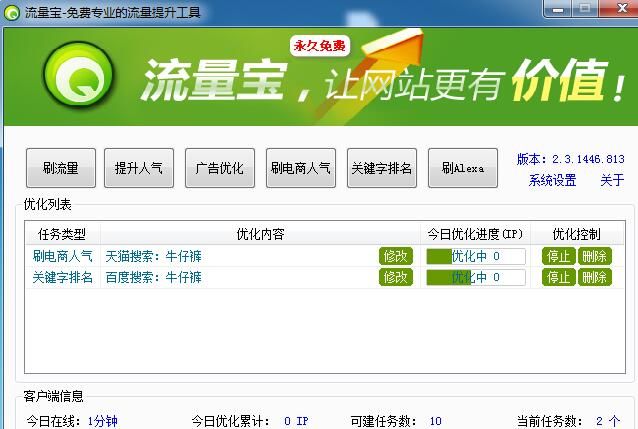 流量宝-免费专业的流量提升工具
永久免费
流量宝，让网站更有价值！
刷流量 提升人气 广告优化 刷电商人气 关键字排名 刷Alexa
版本：2.3.1446.813
系统设置 关于
优化列表
任务类型 优化内容 今日优化进度(IP) 优化控制
刷电商人气 天猫搜索：牛仔裤 修改 优化中 0 停止 删除
关键字排名 百度搜索：牛仔裤 修改 优化中 0 停止 删除
客户端信息
今日在线：1分钟 今日优化累计： 0 IP 可建任务数： 10 当前任务数： 2 个